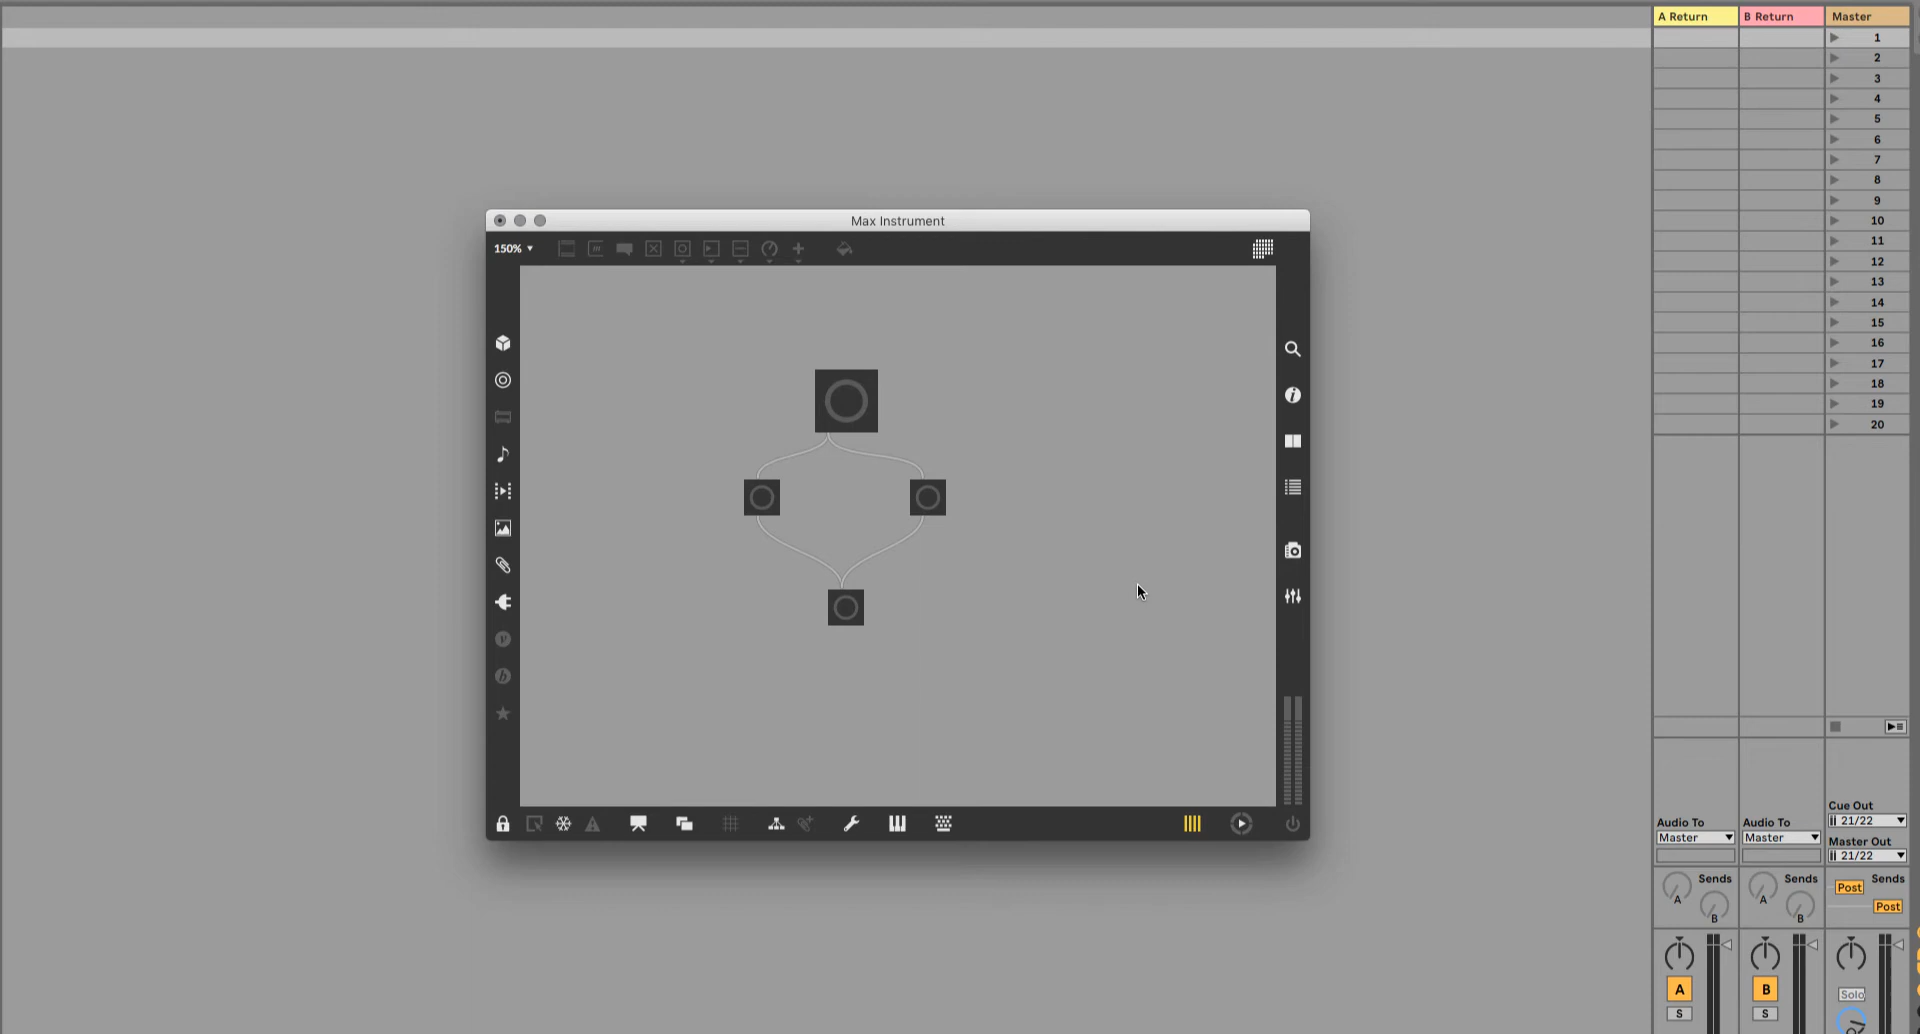 A Return
B Return
Master
1
2
3
4
5
6
7
8
9
10
11
12
13
14
15
16
17
18
19
20
Max Instrument
150%
Cue Out
21/22
Audio To
Audio To
Master
Master
Master Out
21/22
Sends
Sends
Sends
Post
A
A
Post
B
B
A
B
Solo
S
S